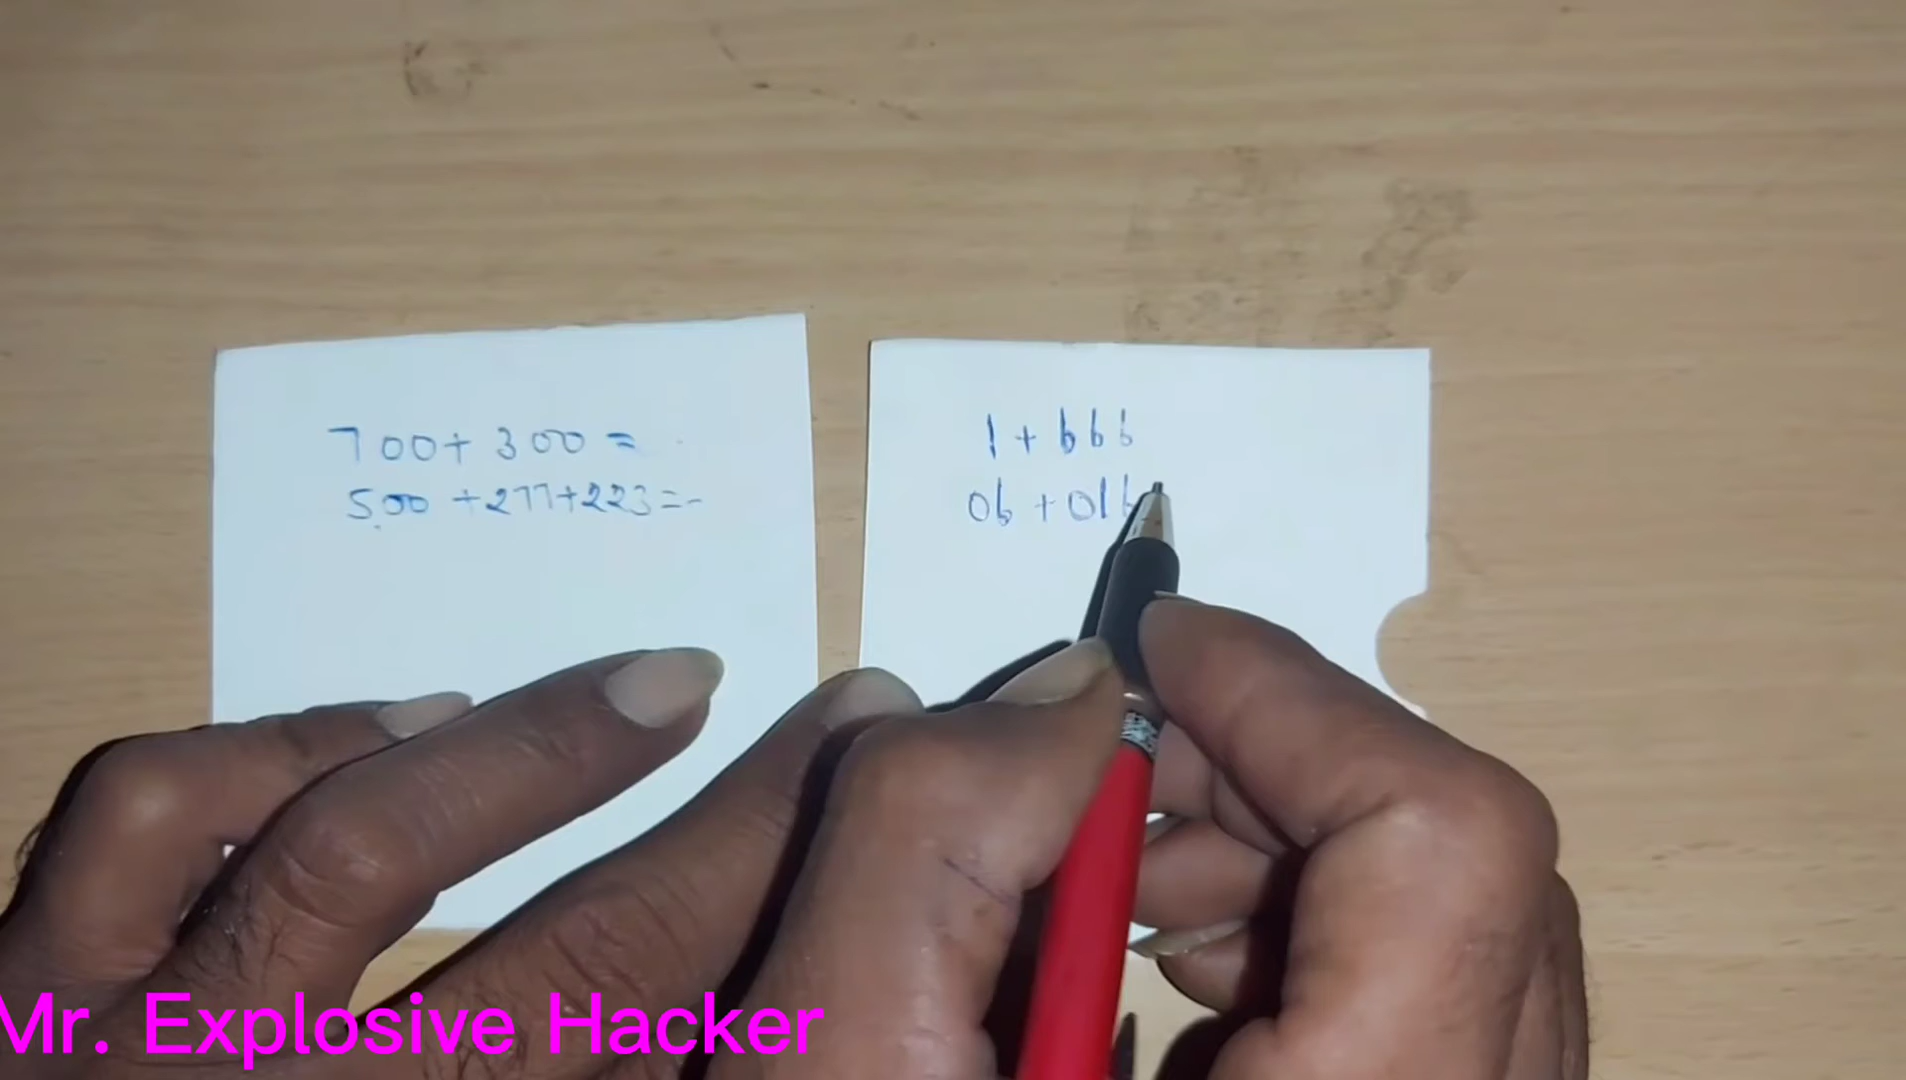 700+ 300 =
500 +277+223=-
1 + 666
06 + 016
Mr. Explosive Hacker